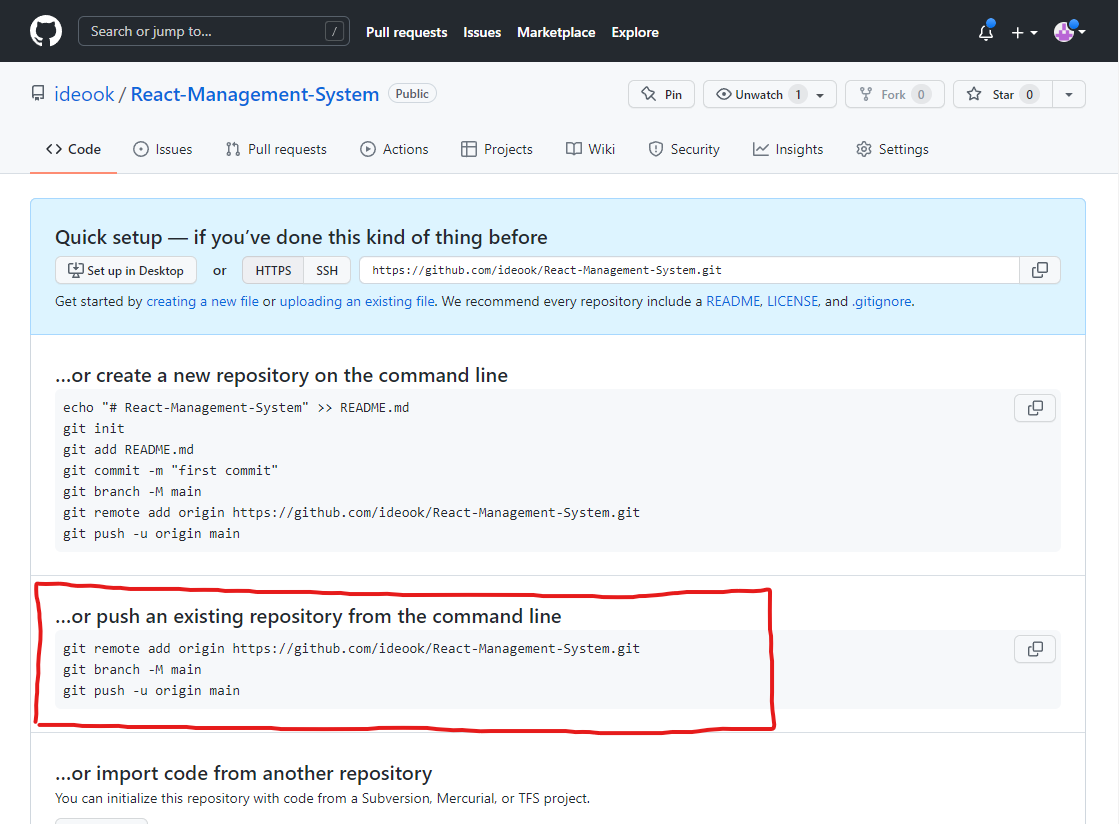 Search or jump to... /
Pull requests Issues Marketplace Explore
ideook / React-Management-System Public
Pin Unwatch 1 Fork 0 Star 0
Code Issues Pull requests Actions Projects Wiki Security Insights Settings
Quick setup — if you’ve done this kind of thing before
Set up in Desktop or HTTPS SSH https://github.com/ideook/React-Management-System.git
Get started by creating a new file or uploading an existing file. We recommend every repository include a README, LICENSE, and .gitignore.
…or create a new repository on the command line
echo "# React-Management-System" >> README.md
git init
git add README.md
git commit -m "first commit"
git branch -M main
git remote add origin https://github.com/ideook/React-Management-System.git
git push -u origin main
…or push an existing repository from the command line
git remote add origin https://github.com/ideook/React-Management-System.git
git branch -M main
git push -u origin main
…or import code from another repository
You can initialize this repository with code from a Subversion, Mercurial, or TFS project.